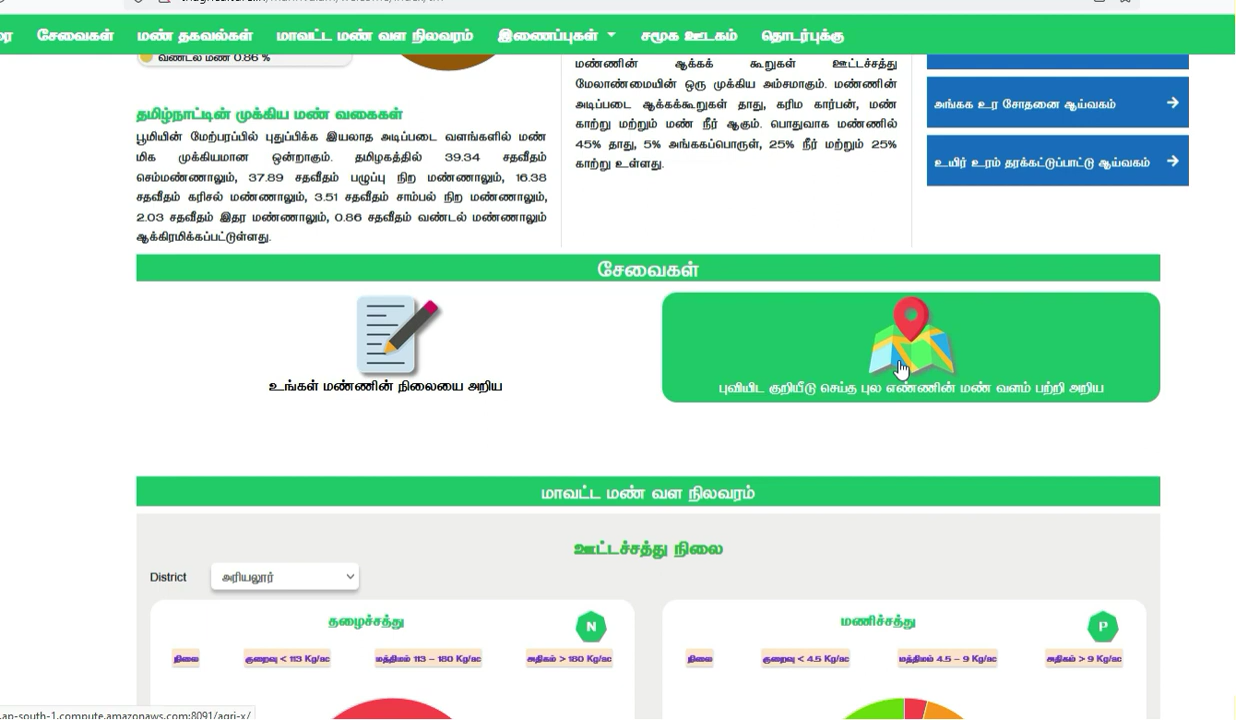 சேவைகள் மண் தகவல்கள் மாவட்ட மண் வள நிலவரம் இணைப்புகள் சமூக ஊடகம் தொடர்புக்கு
வண்டல் மண் 0.86 %
தமிழ்நாட்டின் முக்கிய மண் வகைகள்
பூமியின் மேற்பரப்பில் புதுப்பிக்க இயலாத அடிப்படை வளங்களில் மண்
மிக முக்கியமான ஒன்றாகும். தமிழகத்தில் 39.34 சதவீதம்
செம்மண்ணாலும், 37.89 சதவீதம் பழுப்பு நிற மண்ணாலும், 16.38
சதவீதம் கரிசல் மண்ணாலும், 3.51 சதவீதம் சாம்பல் நிற மண்ணாலும்,
2.03 சதவீதம் இதர மண்ணாலும், 0.86 சதவீதம் வண்டல் மண்ணாலும்
ஆக்கிரமிக்கப்பட்டுள்ளது.
மண்ணின் ஆக்கக் கூறுகள் ஊட்டச்சத்து
மேலாண்மையின் ஒரு முக்கிய அம்சமாகும். மண்ணின்
அடிப்படை ஆக்கக்கூறுகள் தாது, கரிம கார்பன், மண்
காற்று மற்றும் மண் நீர் ஆகும். பொதுவாக மண்ணில்
45% தாது, 5% அங்ககப்பொருள், 25% நீர் மற்றும் 25%
காற்று உள்ளது.
அங்கக உர சோதனை ஆய்வகம்
உயிர் உரம் தரக்கட்டுப்பாட்டு ஆய்வகம்
சேவைகள்
உங்கள் மண்ணின் நிலையை அறிய
புவியிட குறியீடு செய்த புல எண்ணின் மண் வளம் பற்றி அறிய
மாவட்ட மண் வள நிலவரம்
ஊட்டச்சத்து நிலை
District அரியலூர்
தழைச்சத்து N
நிலை குறைவு < 113 Kg/ac மத்திமம் 113 – 180 Kg/ac அதிகம் > 180 Kg/ac
மணிச்சத்து P
நிலை குறைவு < 4.5 Kg/ac மத்திமம் 4.5 – 9 Kg/ac அதிகம் > 9 Kg/ac
.ap-south-1.compute.amazonaws.com:8091/agri-x/